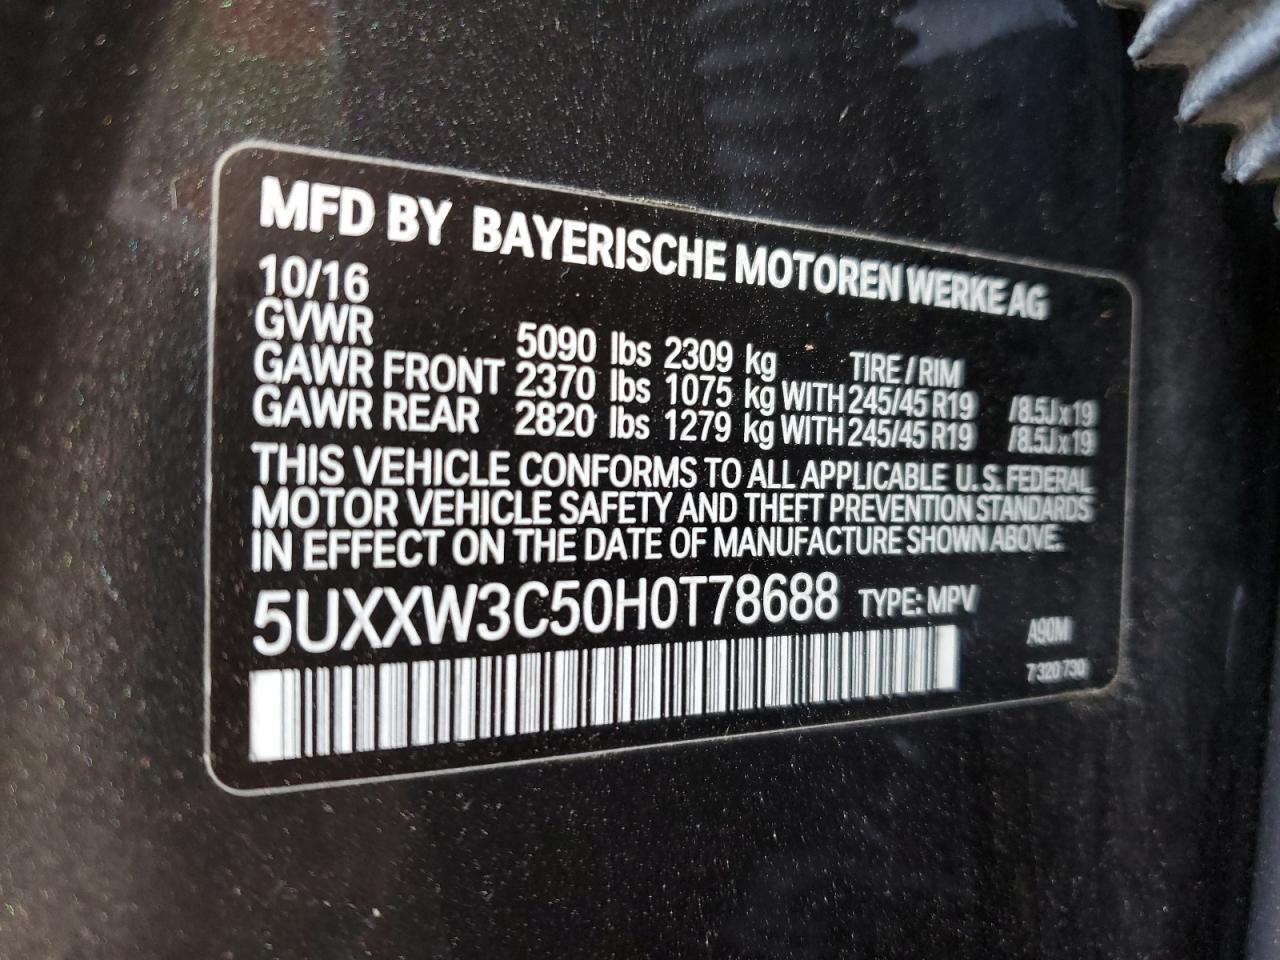 MFD BY BAYERISCHE MOTOREN WERKE AG
10/16
GVWR 5090 lbs 2309 kg TIRE / RIM
GAWR FRONT 2370 lbs 1075 kg WITH 245/45 R19 /8.5Jx19
GAWR REAR 2820 lbs 1279 kg WITH 245/45 R19 /8.5Jx19
THIS VEHICLE CONFORMS TO ALL APPLICABLE U.S. FEDERAL
MOTOR VEHICLE SAFETY AND THEFT PREVENTION STANDARDS
IN EFFECT ON THE DATE OF MANUFACTURE SHOWN ABOVE.
5UXXW3C50H0T78688 TYPE: MPV
A90M
7 320 730